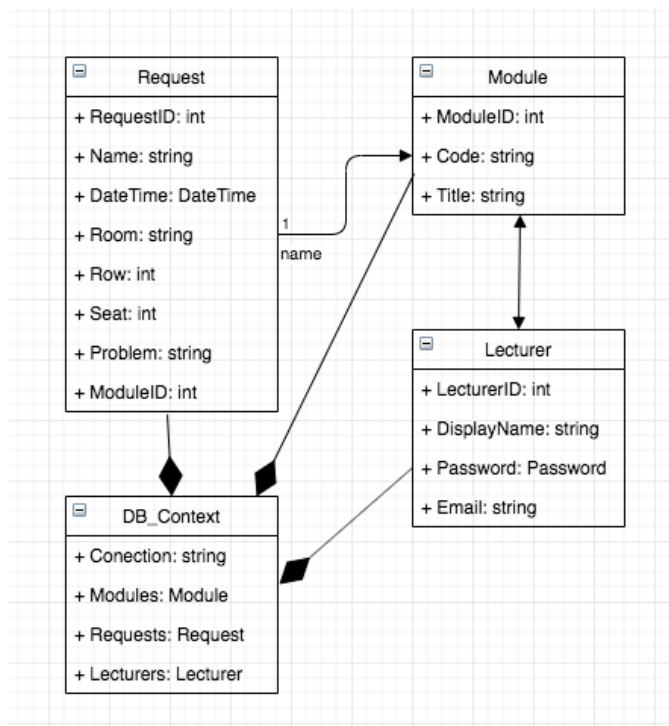 Request
+ RequestID: int
+ Name: string
+ DateTime: DateTime
+ Room: string
+ Row: int
+ Seat: int
+ Problem: string
+ ModuleID: int
1
name
Module
+ ModuleID: int
+ Code: string
+ Title: string
Lecturer
+ LecturerID: int
+ DisplayName: string
+ Password: Password
+ Email: string
DB_Context
+ Conection: string
+ Modules: Module
+ Requests: Request
+ Lecturers: Lecturer